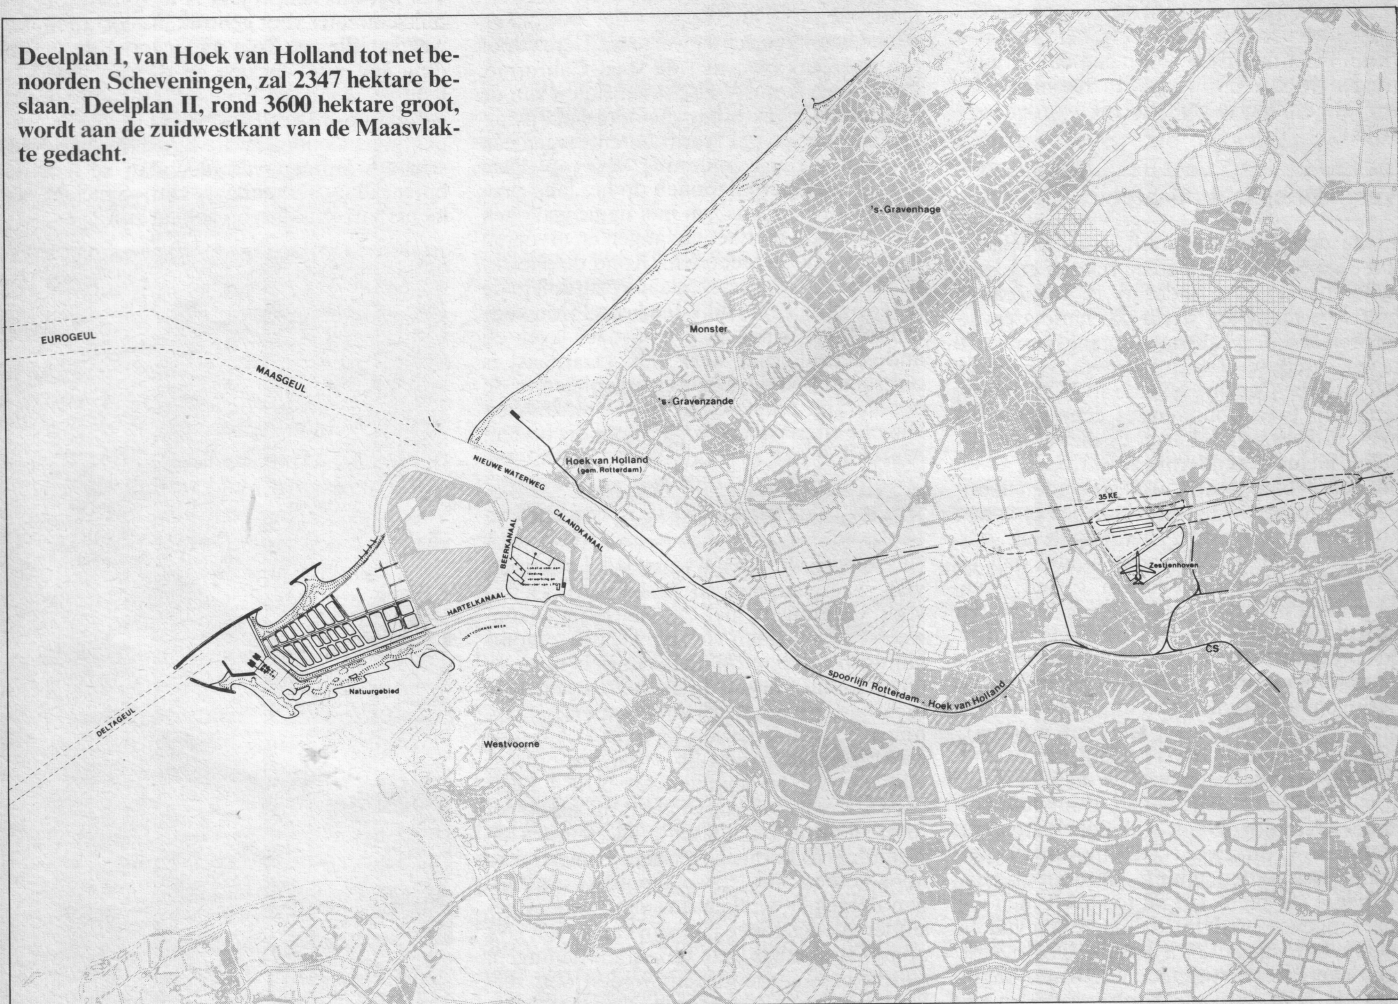 Deelplan I, van Hoek van Holland tot net be-
noorden Scheveningen, zal 2347 hektare be-
slaan. Deelplan II, rond 3600 hektare groot,
wordt aan de zuidwestkant van de Maasvlak-
te gedacht.
's-Gravenhage
EUROGEUL
MAASGEUL
Monster
's-Gravenzande
NIEUWE WATERWEG
Hoek van Holland
(gem. Rotterdam)
35 KE
CALANDKANAAL
BEERKANAAL
Zestienhoven
HARTELKANAAL
OOSTVOORNSE MEER
CS
spoorlijn Rotterdam - Hoek van Holland
Natuurgebied
DELTAGEUL
Westvoorne